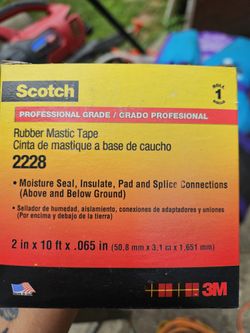 Scotch
ROLL
1
PROFESSIONAL GRADE / GRADO PROFESIONAL
Rubber Mastic Tape
Cinta de mastique a base de caucho
2228
• Moisture Seal, Insulate, Pad and Splice Connections
(Above and Below Ground)
• Sellador de humedad, aislamiento, conexiones de adaptadores y uniones
(Por encima y debajo de la tierra)
2 in x 10 ft x .065 in (50,8 mm x 3,1 m x 1,651 mm)
3M